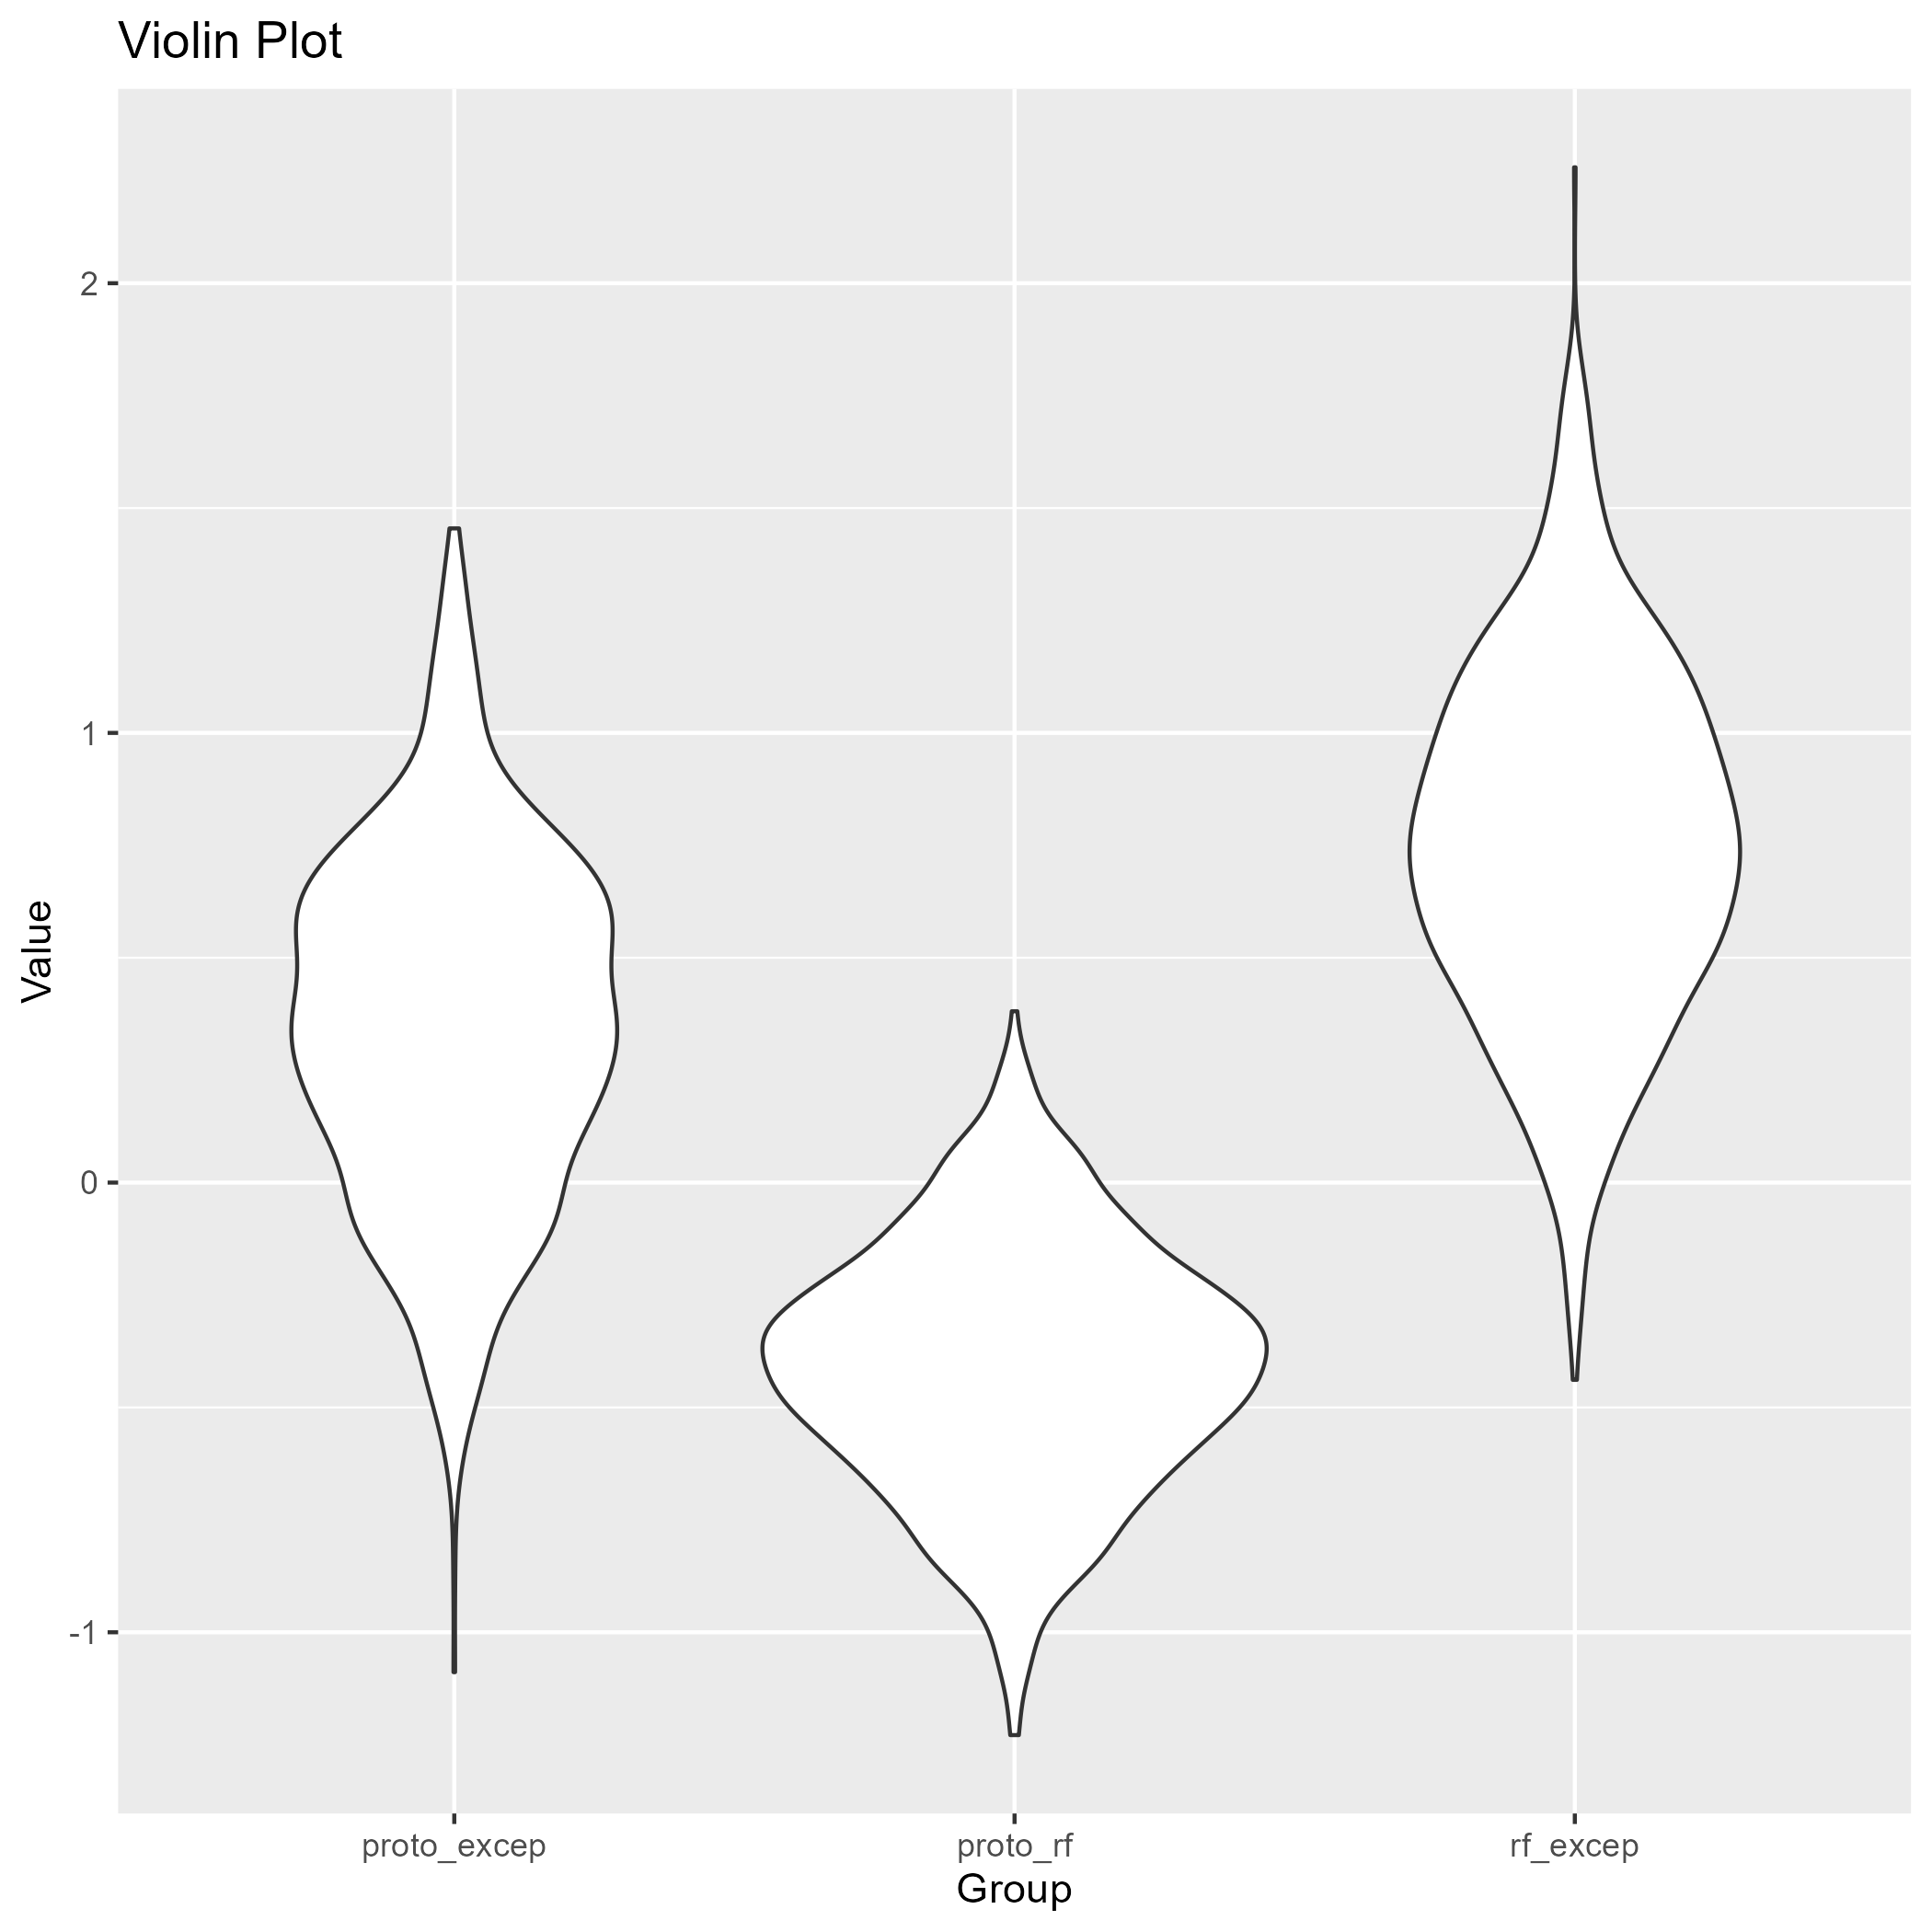 Violin Plot
2
1
0
-1
Value
proto_excep proto_rf rf_excep
Group